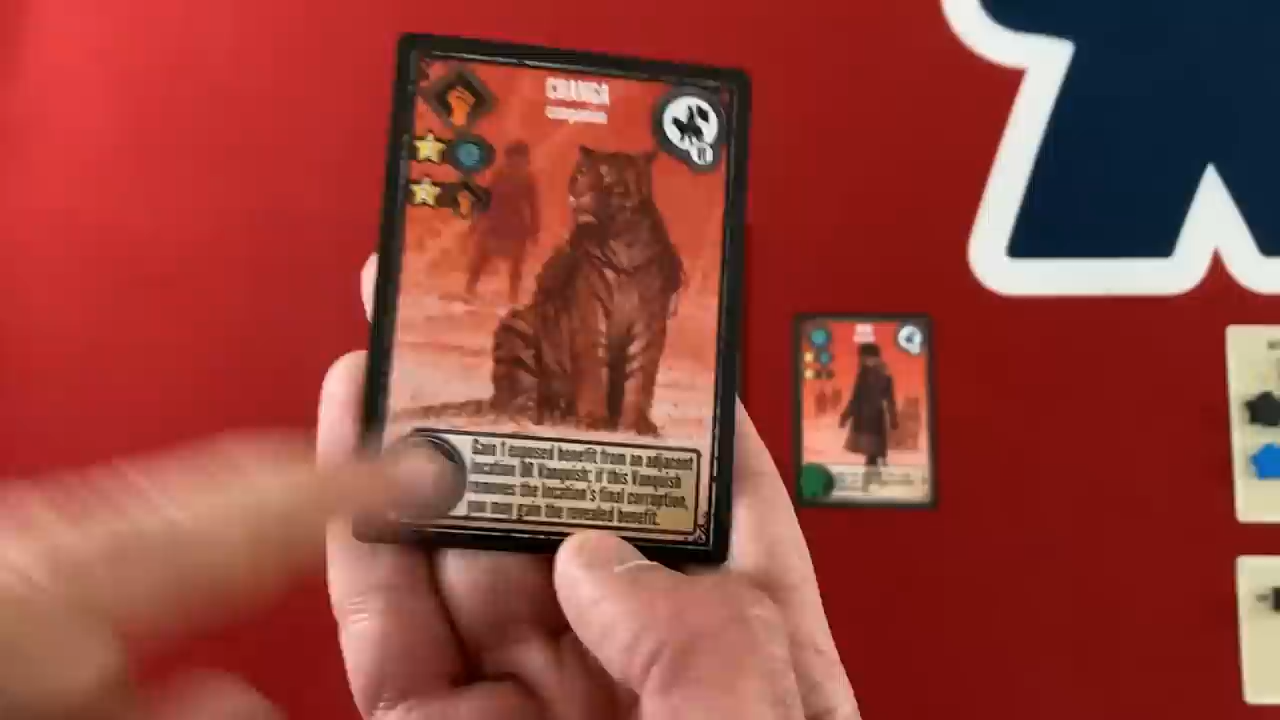 CHANGA
companion
Gain 1 exposed benefit from an adjacent
location OR Vanquish; if this Vanquish
removes the location's final corruption,
you may gain the revealed benefit.